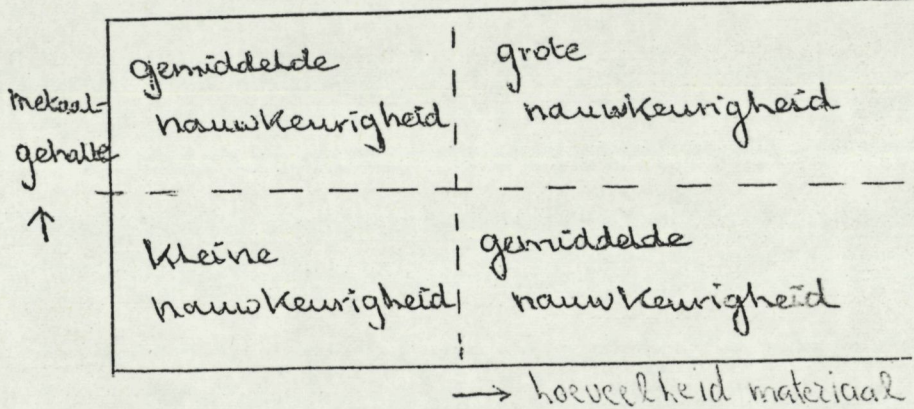 gemiddelde
nauwkeurigheid
grote
nauwkeurigheid
metaal-
gehalte
↑
kleine
nauwkeurigheid
gemiddelde
nauwkeurigheid
→ hoeveelheid materiaal